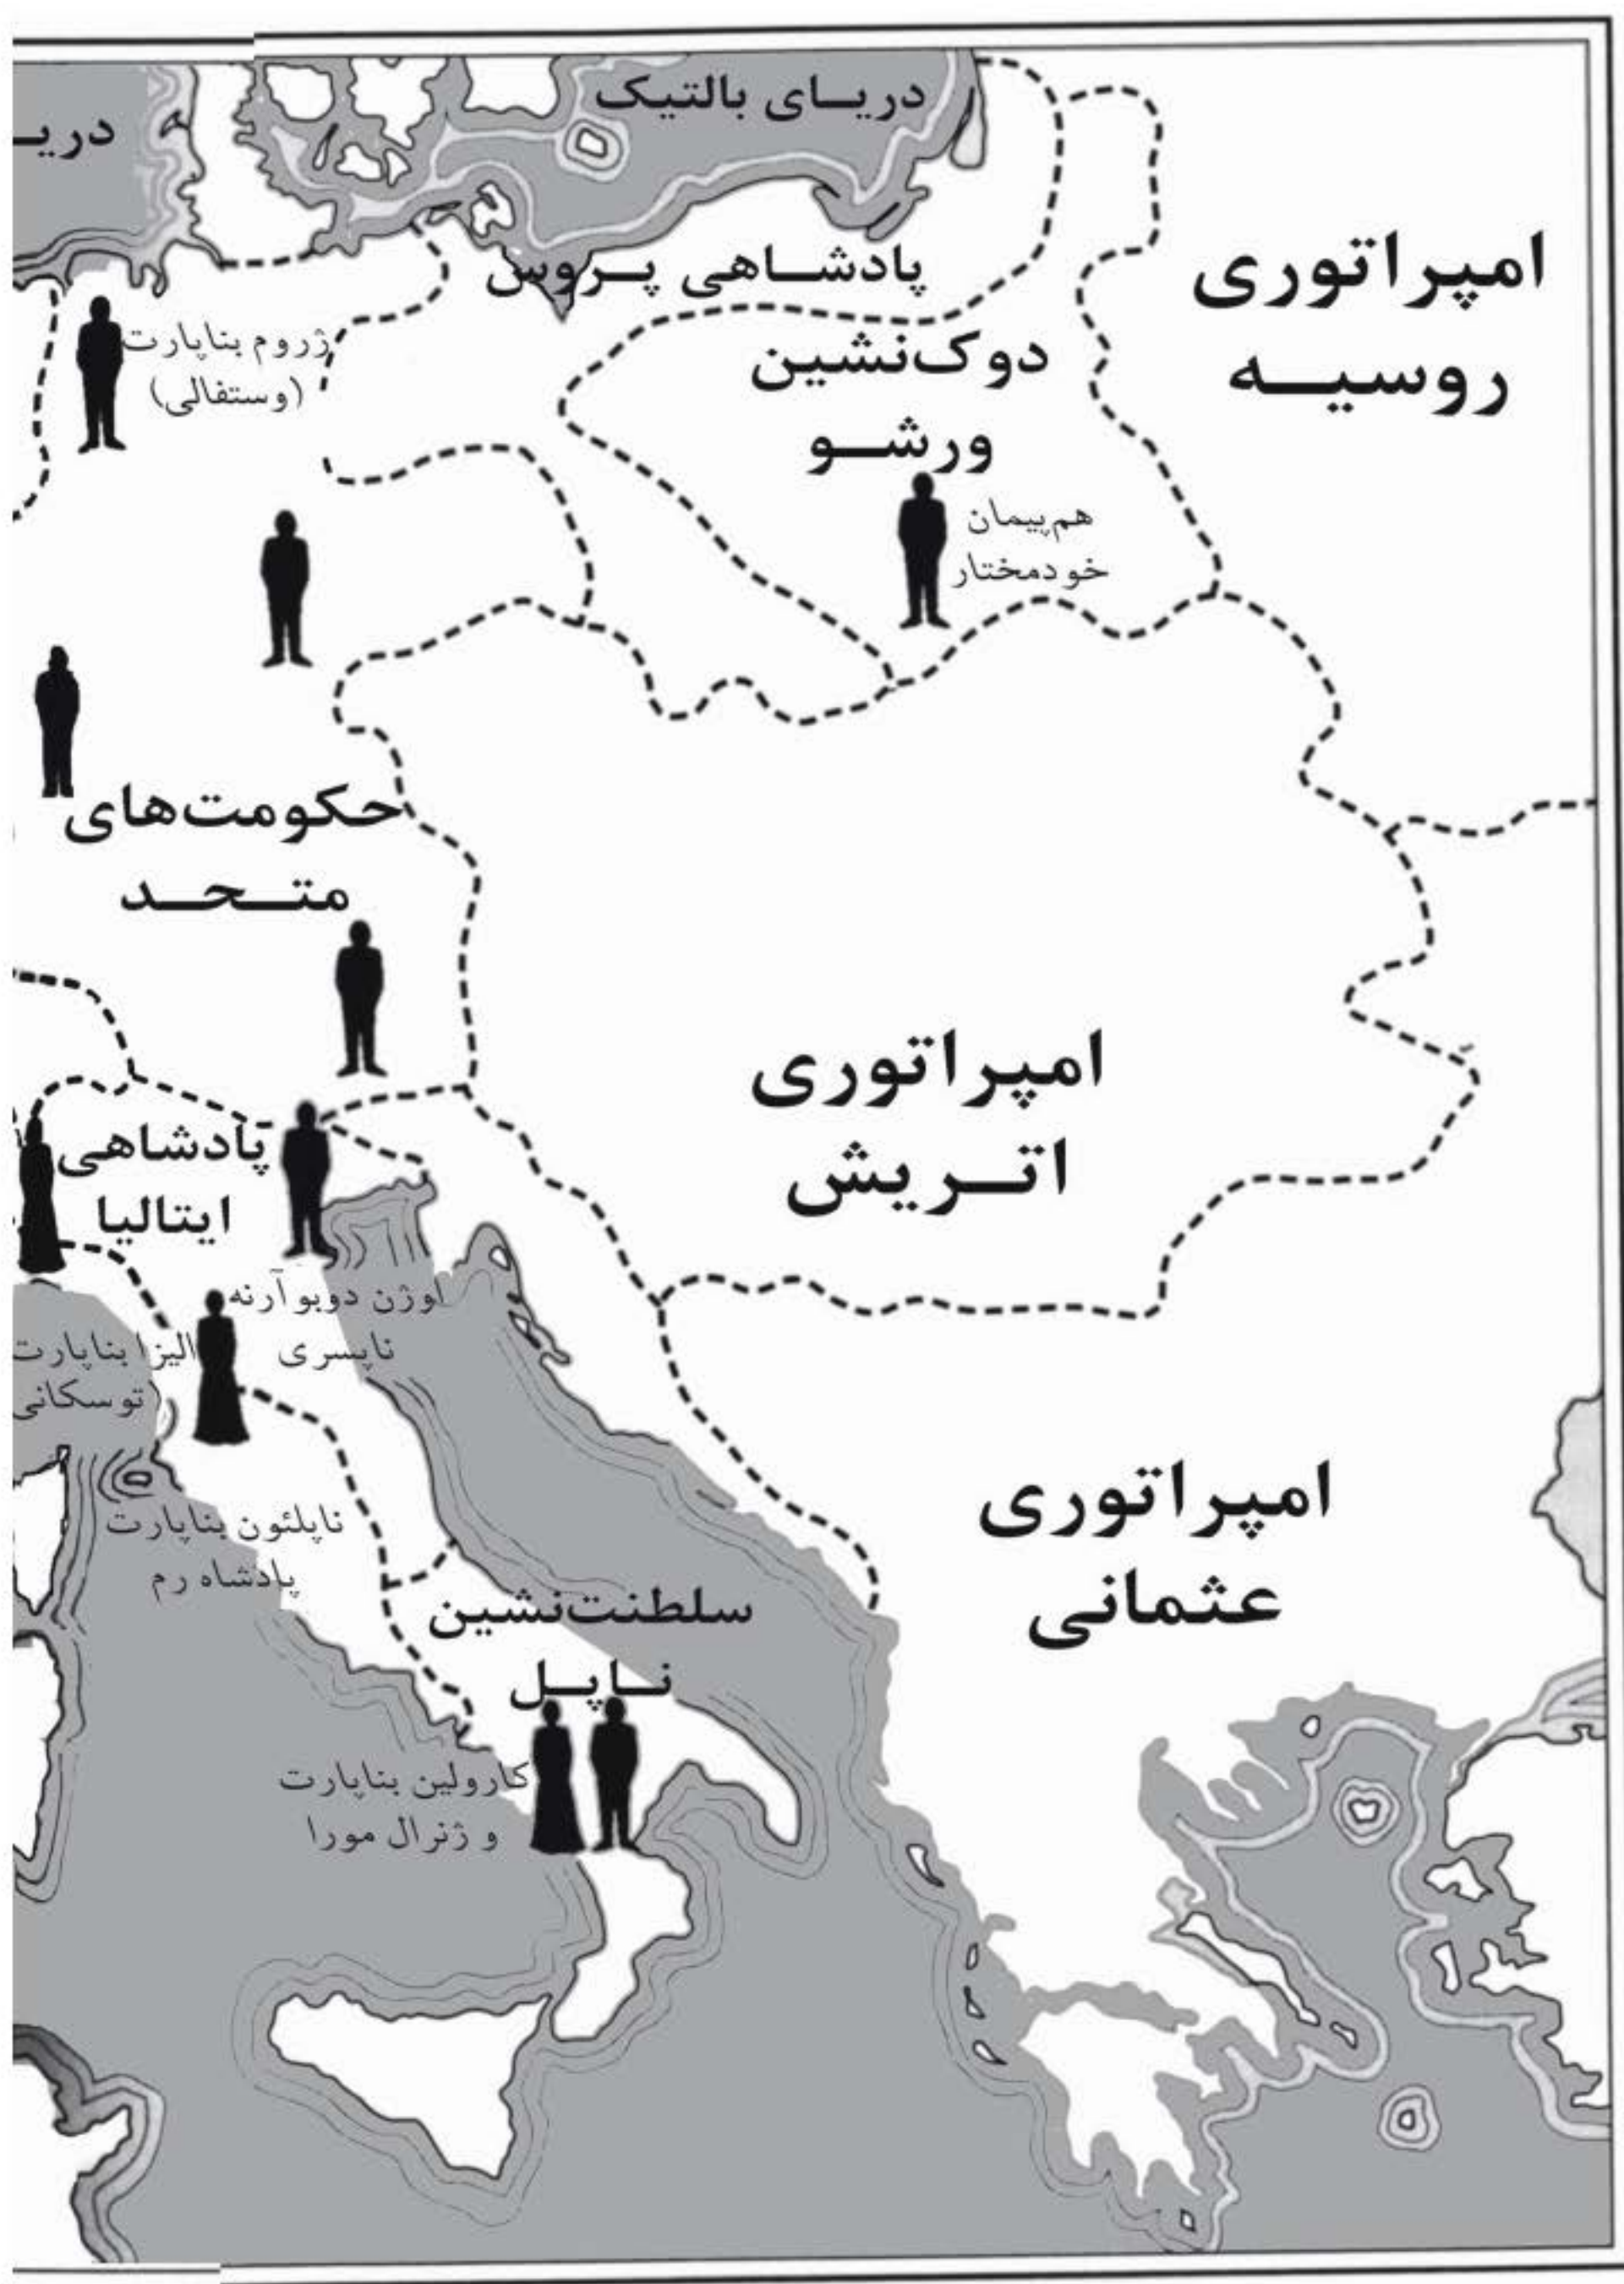 دریای بالتیک
دریـ
امپراتوری
روسیه
پادشاهی پروس
دوک‌نشین
ورشو
هم‌پیمان
خودمختار
ژروم بناپارت
(وستفالی)
حکومت‌های
متحد
امپراتوری
اتریش
پادشاهی
ایتالیا
اوژن دوبوآرنه
ناپسری
الیزا بناپارت
(توسکانی
ناپلئون بناپارت
پادشاه رم
امپراتوری
عثمانی
سلطنت‌نشین
ناپل
کارولین بناپارت
و ژنرال مورا